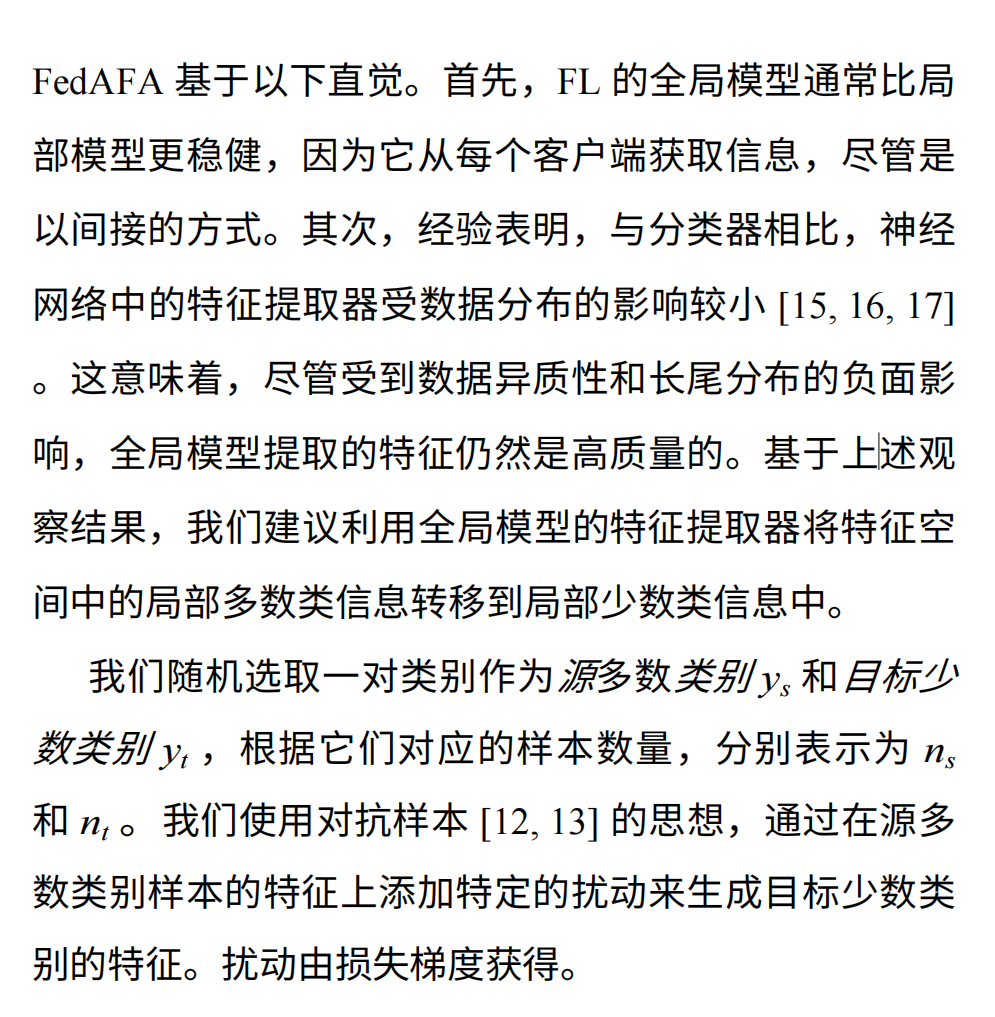 FedAFA 基于以下直觉。首先，FL 的全局模型通常比局
部模型更稳健，因为它从每个客户端获取信息，尽管是
以间接的方式。其次，经验表明，与分类器相比，神经
网络中的特征提取器受数据分布的影响较小 [15, 16, 17]
。这意味着，尽管受到数据异质性和长尾分布的负面影
响，全局模型提取的特征仍然是高质量的。基于上述观
察结果，我们建议利用全局模型的特征提取器将特征空
间中的局部多数类信息转移到局部少数类信息中。
我们随机选取一对类别作为源多数类别 yₛ 和目标少
数类别 yₜ ，根据它们对应的样本数量，分别表示为 nₛ
和 nₜ 。 我们使用对抗样本 [12, 13] 的思想，通过在源多
数类别样本的特征上添加特定的扰动来生成目标少数类
别的特征。扰动由损失梯度获得。